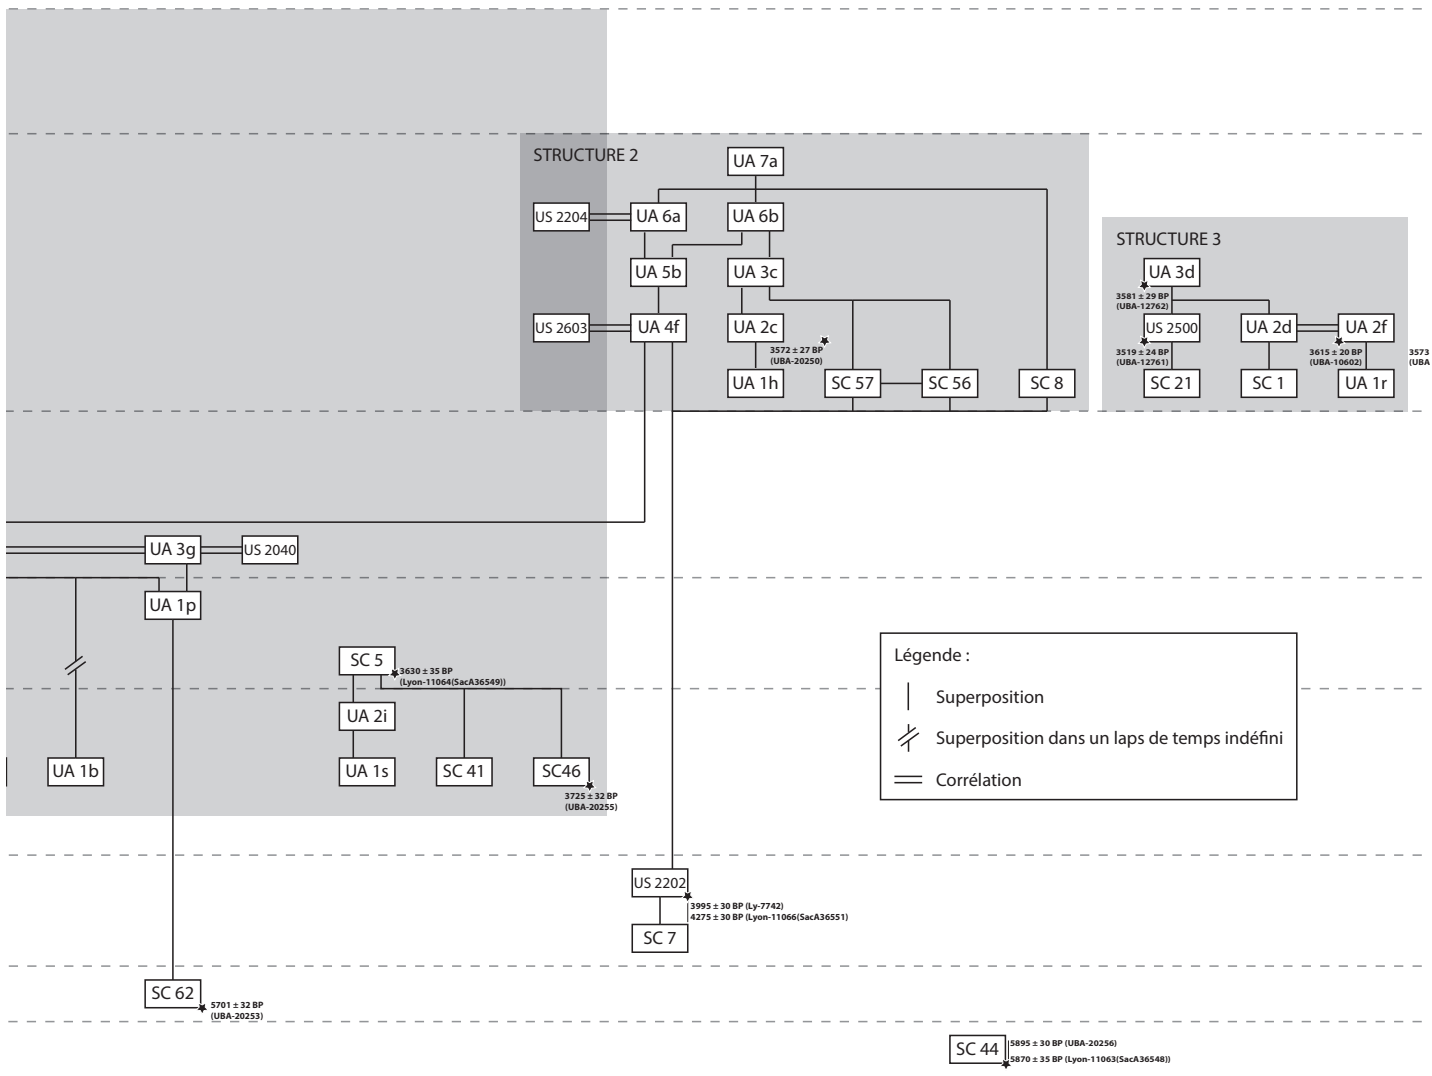 STRUCTURE 2
UA 7a
US 2204
UA 6a
UA 6b
STRUCTURE 3
UA 5b
UA 3c
UA 3d
3581 ± 29 BP
(UBA-12762)
US 2603
UA 4f
UA 2c
US 2500
UA 2d
UA 2f
3572 ± 27 BP
(UBA-20250)
3519 ± 24 BP
(UBA-12761)
3615 ± 20 BP
(UBA-10602)
3573
(UBA
UA 1h
SC 57
SC 56
SC 8
SC 21
SC 1
UA 1r
UA 3g
US 2040
UA 1p
SC 5
3630 ± 35 BP
(Lyon-11064(SacA36549))
UA 2i
UA 1b
UA 1s
SC 41
SC46
3725 ± 32 BP
(UBA-20255)
Légende :
Superposition
Superposition dans un laps de temps indéfini
Corrélation
US 2202
3995 ± 30 BP (Ly-7742)
4275 ± 30 BP (Lyon-11066(SacA36551)
SC 7
SC 62
5701 ± 32 BP
(UBA-20253)
SC 44
5895 ± 30 BP (UBA-20256)
5870 ± 35 BP (Lyon-11063(SacA36548))